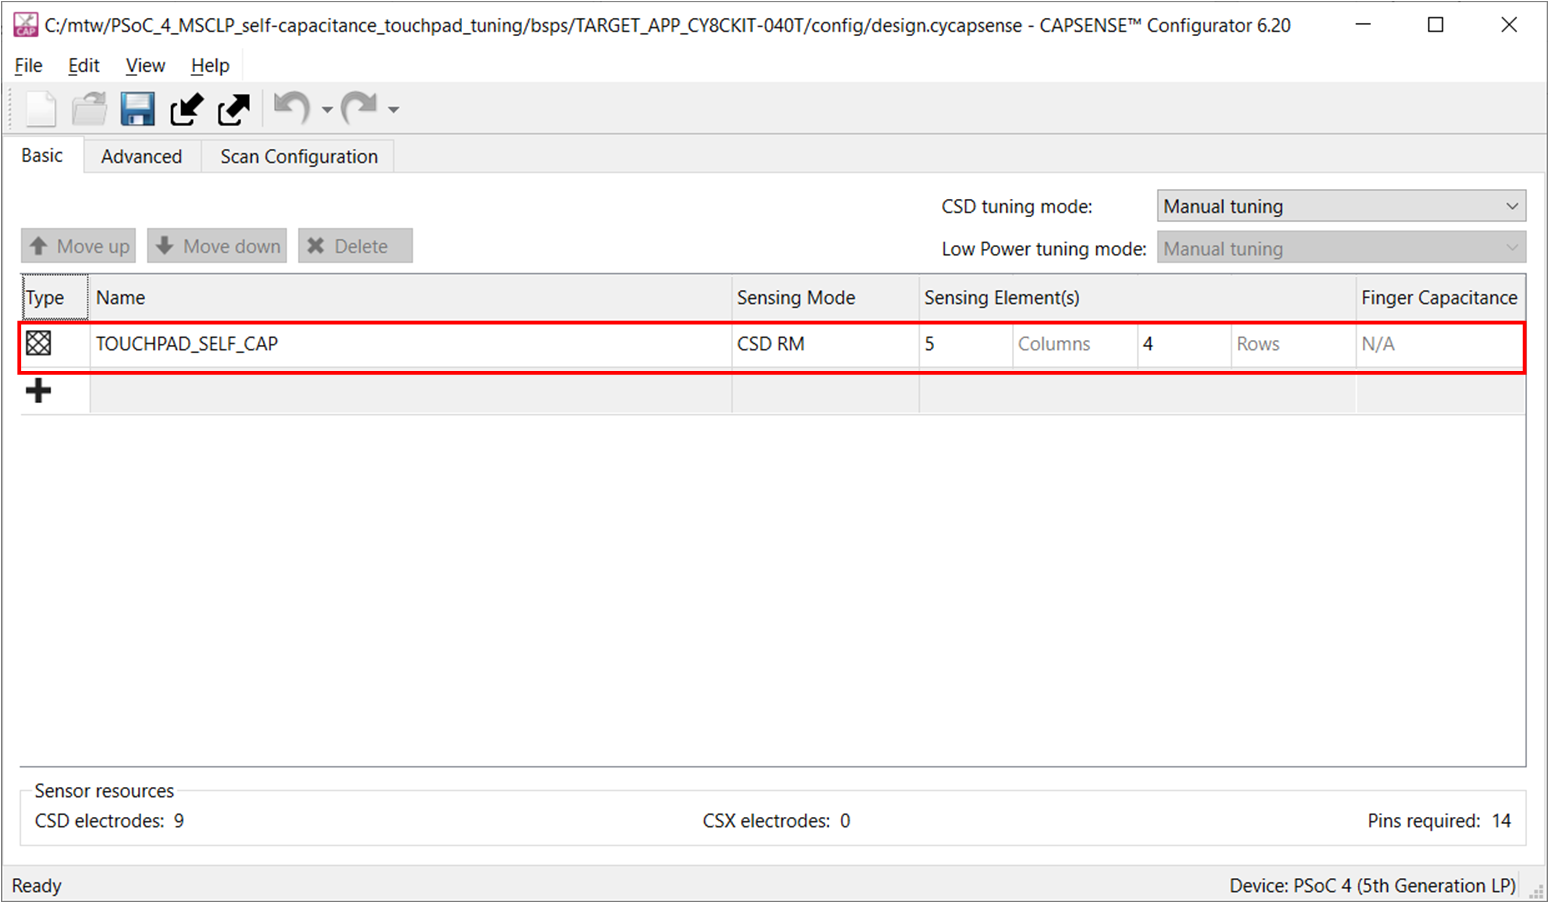 C:/mtw/PSoC_4_MSCLP_self-capacitance_touchpad_tuning/bsps/TARGET_APP_CY8CKIT-040T/config/design.cycapsense - CAPSENSE™ Configurator 6.20
File Edit View Help
Basic Advanced Scan Configuration
CSD tuning mode: Manual tuning
Move up Move down Delete
Low Power tuning mode: Manual tuning
Type Name Sensing Mode Sensing Element(s) Finger Capacitance
TOUCHPAD_SELF_CAP CSD RM 5 Columns 4 Rows N/A
Sensor resources
CSD electrodes: 9 CSX electrodes: 0 Pins required: 14
Ready Device: PSoC 4 (5th Generation LP)